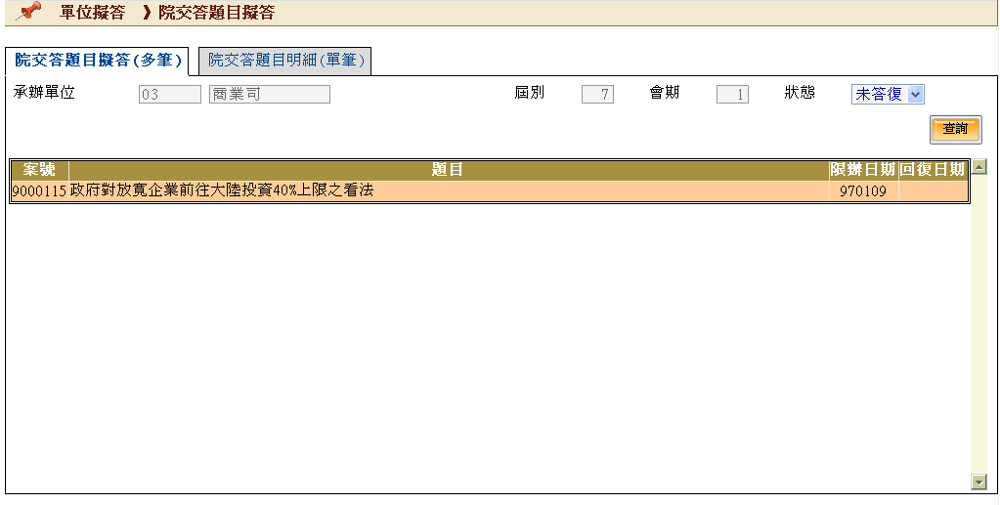 單位擬答 》院交答題目擬答
院交答題目擬答(多筆) 院交答題目明細(單筆)
承辦單位 03 商業司 屆別 7 會期 1 狀態 未答復
查詢
案號 題目 限辦日期 回復日期
9000115 政府對放寬企業前往大陸投資40%上限之看法 970109